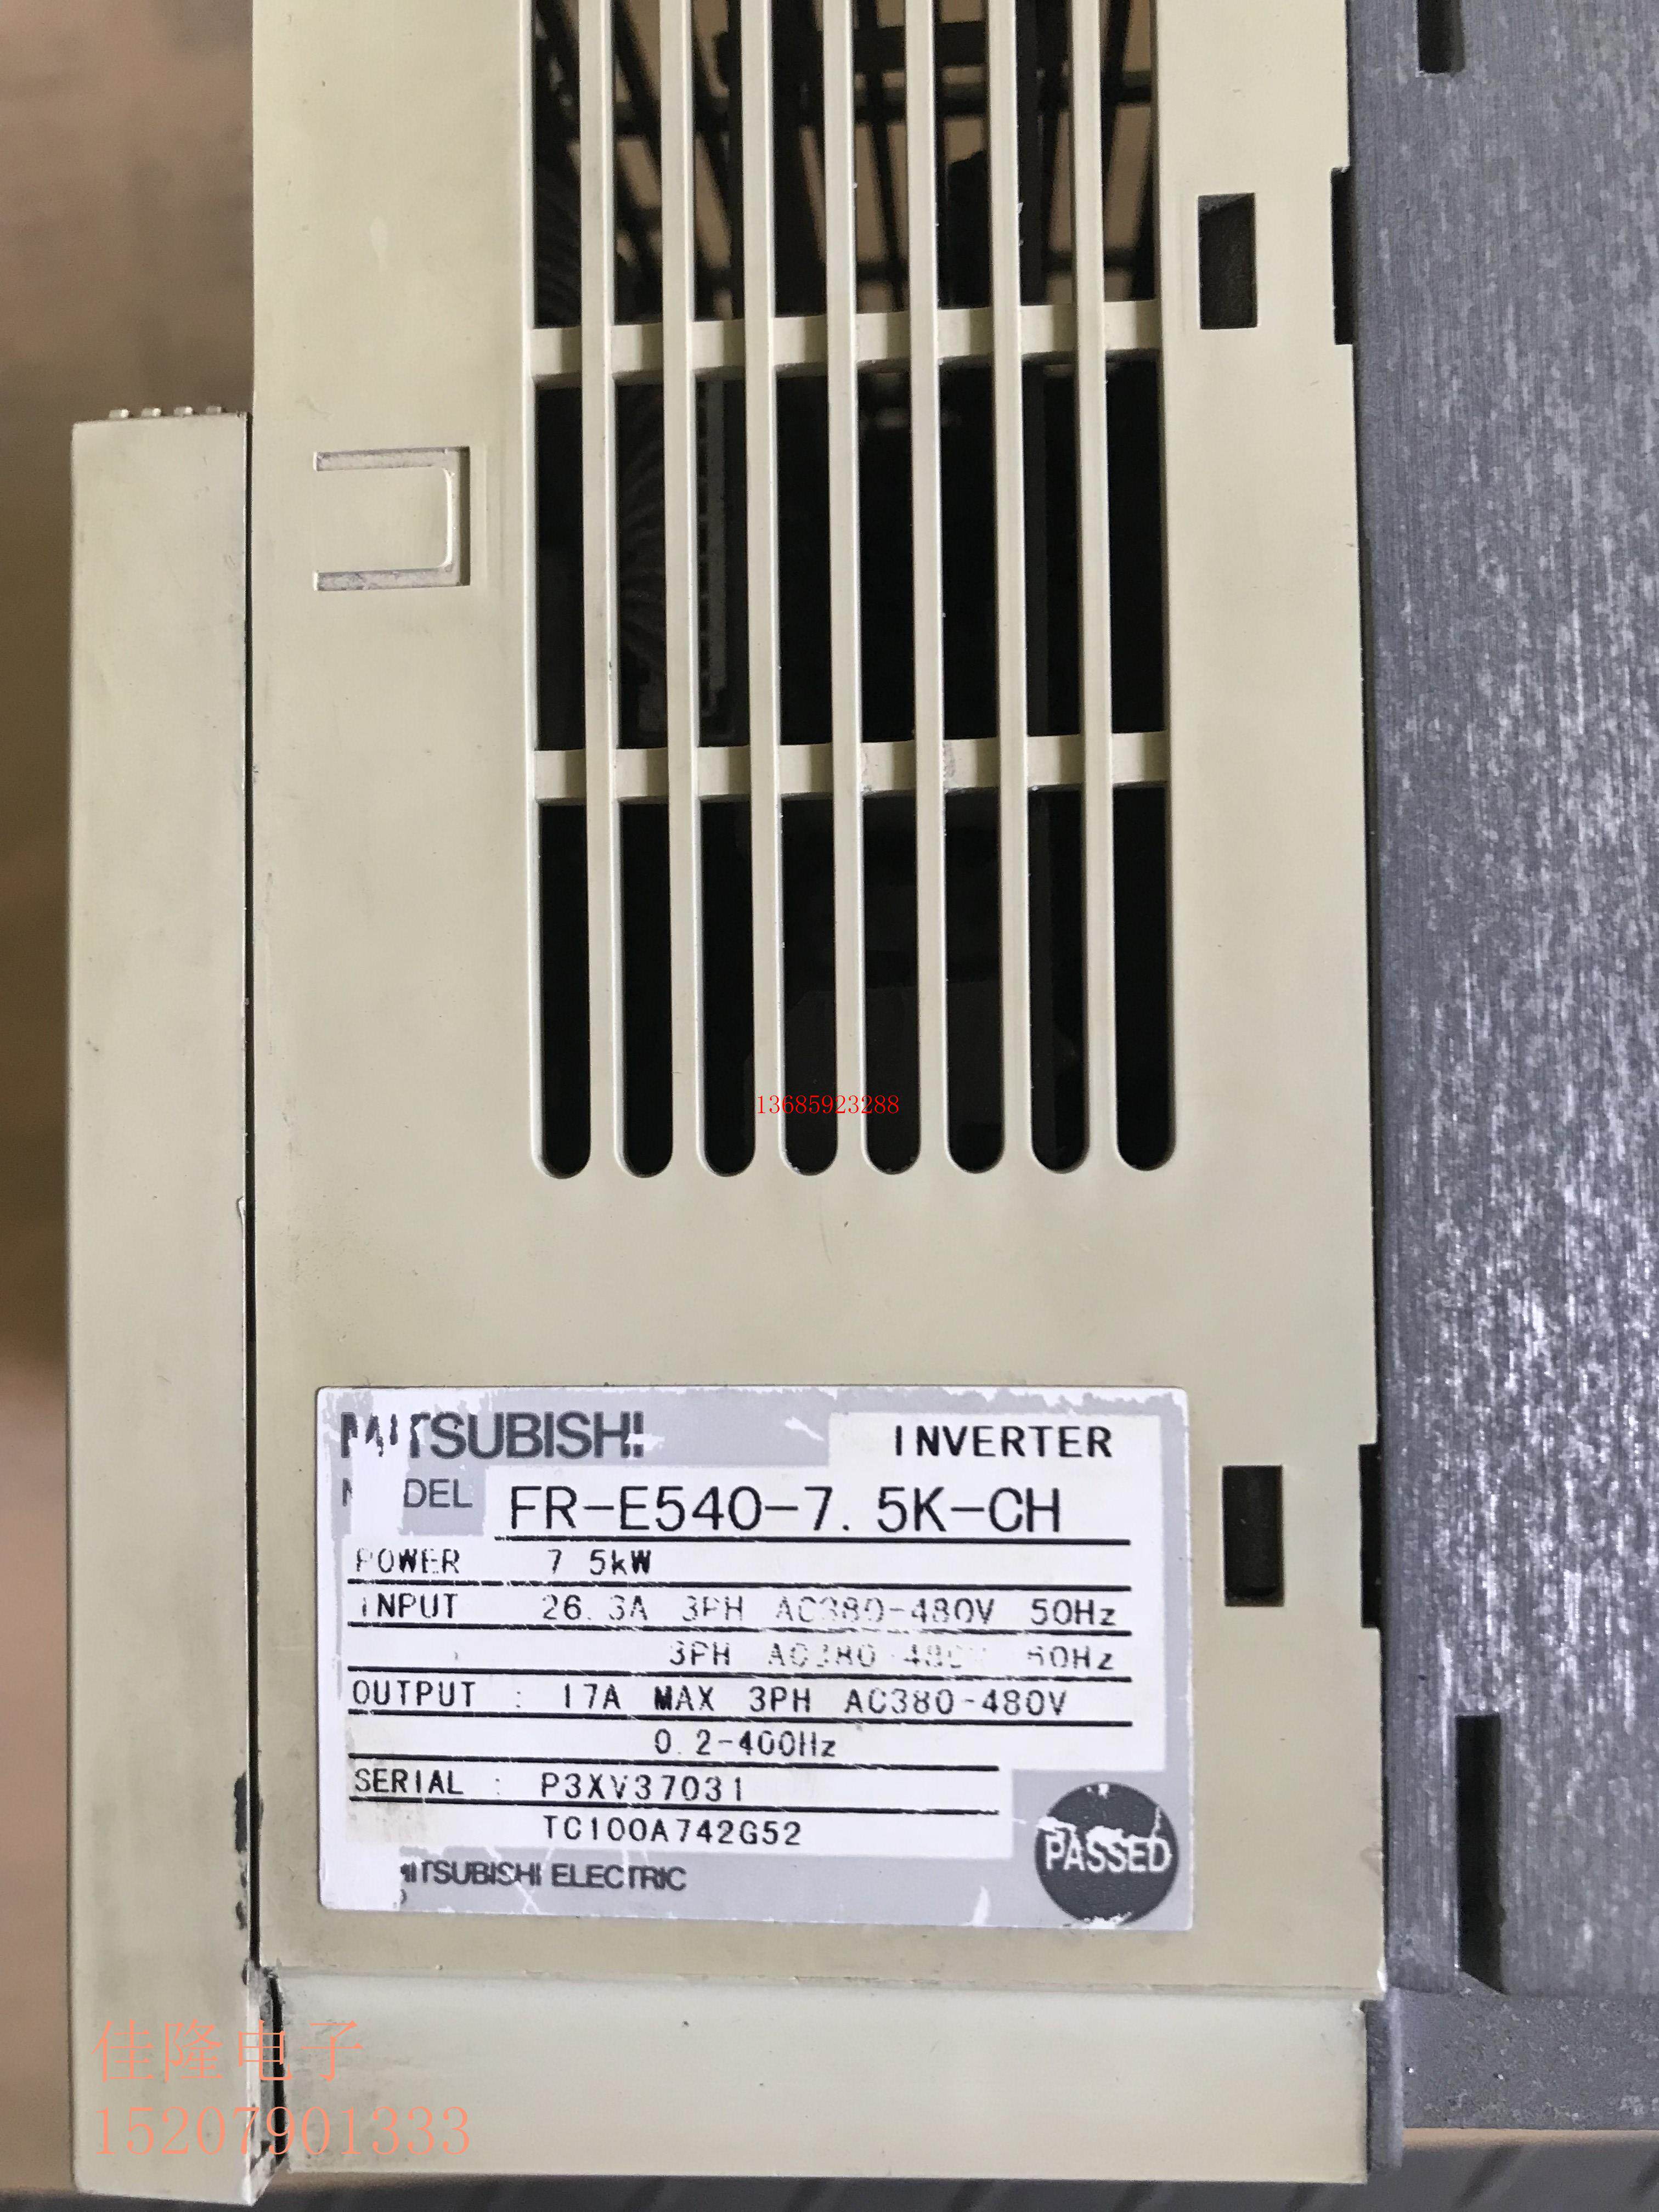 13685923288
MITSUBISHI INVERTER
MODEL FR-E540-7.5K-CH
POWER 7.5kW
INPUT 26.3A 3PH AC380-480V 50Hz
3PH AC380-480V 60Hz
OUTPUT : 17A MAX 3PH AC380-480V
0.2-400Hz
SERIAL : P3XV37031
TC100A742G52
PASSED
MITSUBISHI ELECTRIC
佳隆电子
15207901333